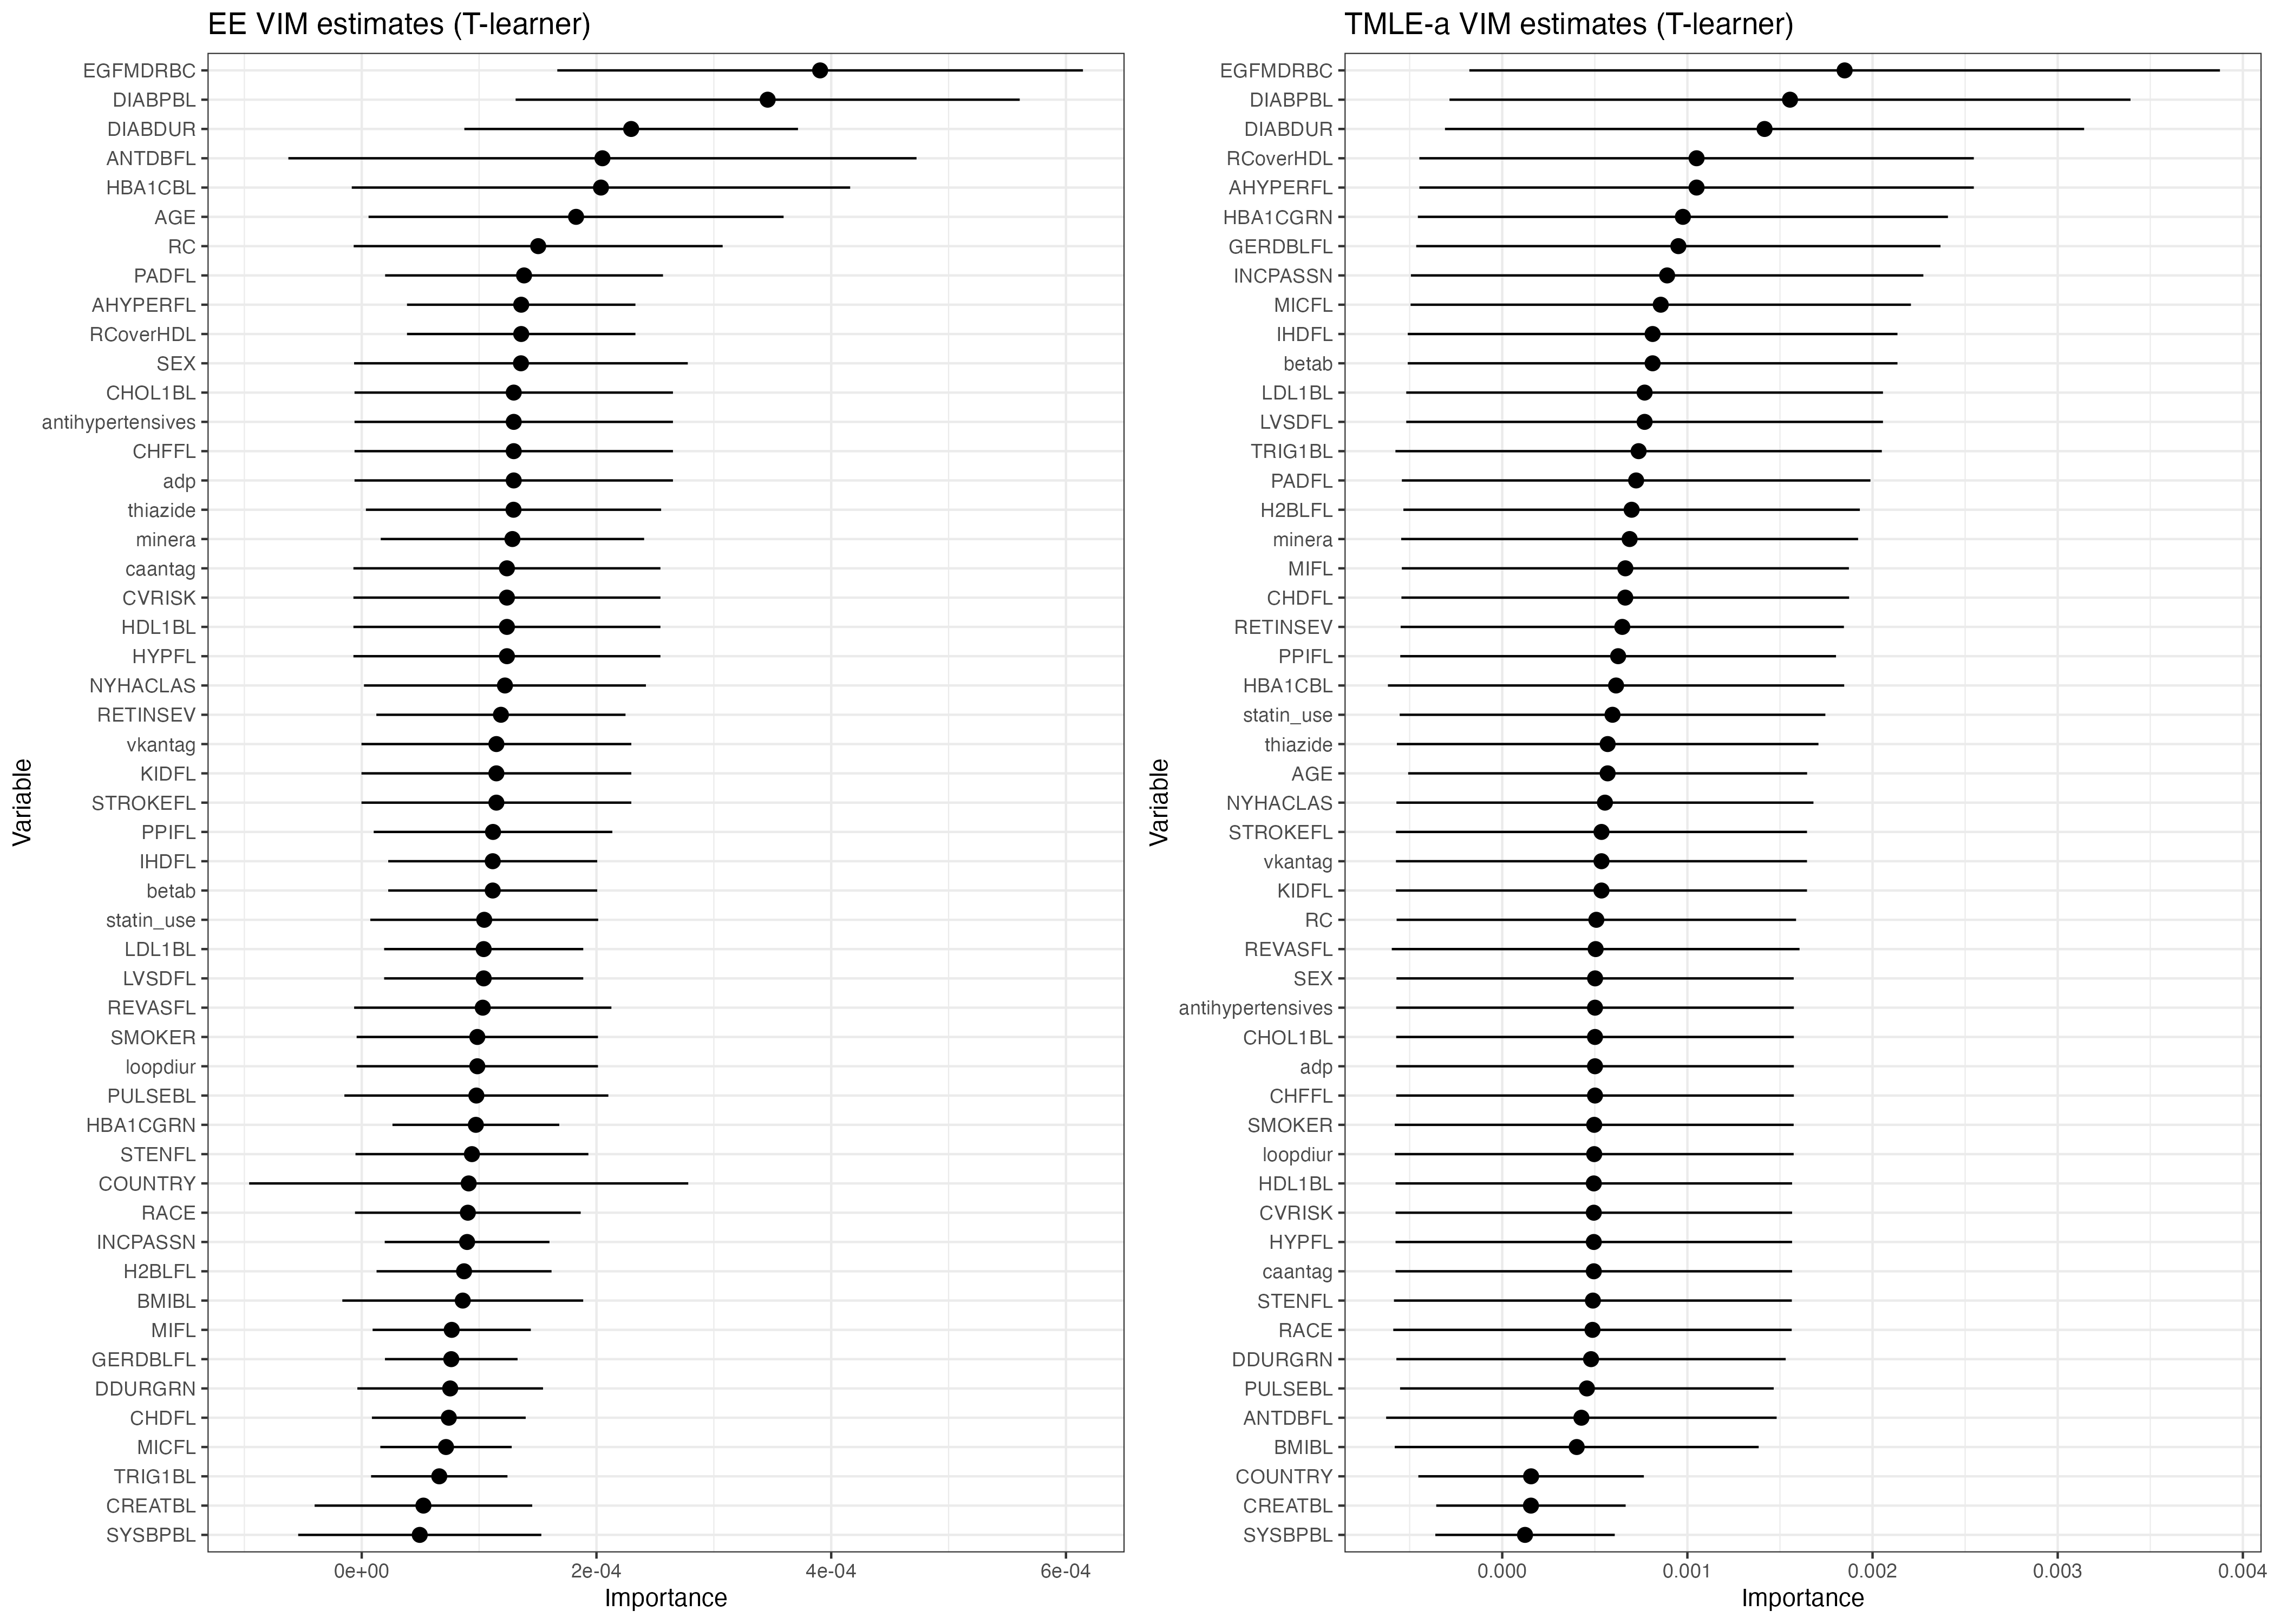 EE VIM estimates (T-learner)
Variable
EGFMDRBC
DIABPBL
DIABDUR
ANTDBFL
HBA1CBL
AGE
RC
PADFL
AHYPERFL
RCoverHDL
SEX
CHOL1BL
antihypertensives
CHFFL
adp
thiazide
minera
caantag
CVRISK
HDL1BL
HYPFL
NYHACLAS
RETINSEV
vkantag
KIDFL
STROKEFL
PPIFL
IHDFL
betab
statin_use
LDL1BL
LVSDFL
REVASFL
SMOKER
loopdiur
PULSEBL
HBA1CGRN
STENFL
COUNTRY
RACE
INCPASSN
H2BLFL
BMIBL
MIFL
GERDBLFL
DDURGRN
CHDFL
MICFL
TRIG1BL
CREATBL
SYSBPBL
0e+00 2e-04 4e-04 6e-04
Importance
TMLE-a VIM estimates (T-learner)
Variable
EGFMDRBC
DIABPBL
DIABDUR
RCoverHDL
AHYPERFL
HBA1CGRN
GERDBLFL
INCPASSN
MICFL
IHDFL
betab
LDL1BL
LVSDFL
TRIG1BL
PADFL
H2BLFL
minera
MIFL
CHDFL
RETINSEV
PPIFL
HBA1CBL
statin_use
thiazide
AGE
NYHACLAS
STROKEFL
vkantag
KIDFL
RC
REVASFL
SEX
antihypertensives
CHOL1BL
adp
CHFFL
SMOKER
loopdiur
HDL1BL
CVRISK
HYPFL
caantag
STENFL
RACE
DDURGRN
PULSEBL
ANTDBFL
BMIBL
COUNTRY
CREATBL
SYSBPBL
0.000 0.001 0.002 0.003 0.004
Importance